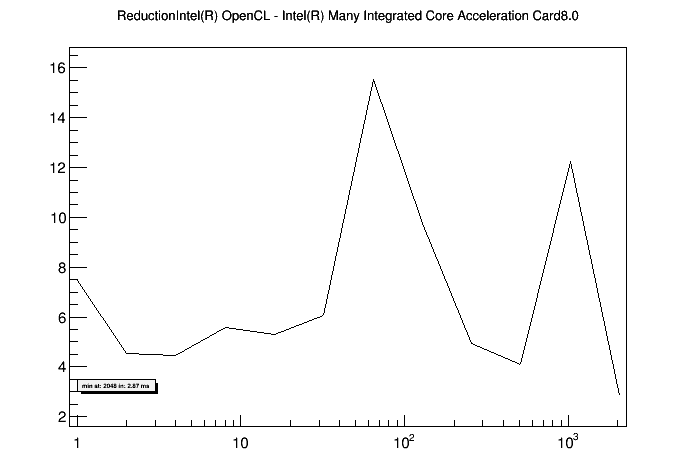 ReductionIntel(R) OpenCL - Intel(R) Many Integrated Core Acceleration Card8.0
16
14
12
10
8
6
4
min at: 2048 in: 2.87 ms
2
1 10 10² 10³